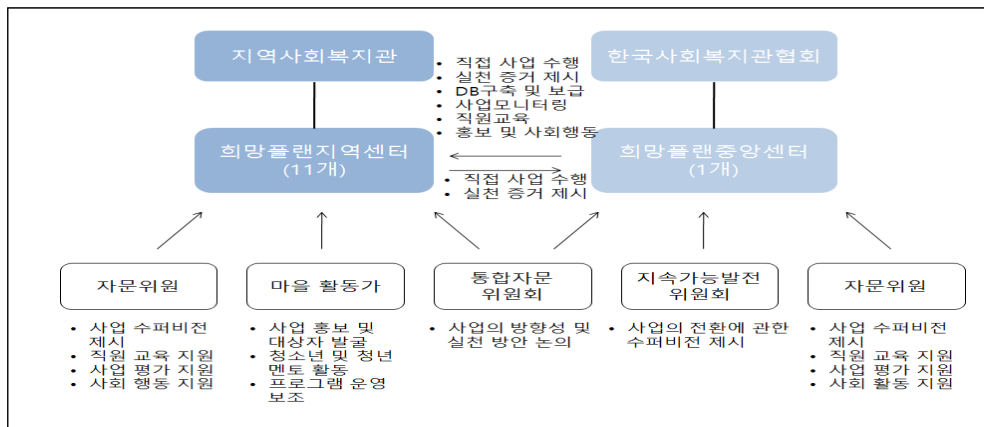 지역사회복지관
한국사회복지관협회
• 직접 사업 수행
• 실천 증거 제시
• DB구축 및 보급
• 사업모니터링
• 직원교육
• 홍보 및 사회행동
희망플랜지역센터
(11개)
희망플랜중앙센터
(1개)
• 직접 사업 수행
• 실천 증거 제시
자문위원
• 사업 수퍼비전
제시
• 직원 교육 지원
• 사업 평가 지원
• 사회 행동 지원
마을 활동가
• 사업 홍보 및
대상자 발굴
• 청소년 및 청년
멘토 활동
• 프로그램 운영
보조
통합자문
위원회
• 사업의 방향성 및
실천 방안 논의
지속가능발전
위원회
• 사업의 전환에 관한
수퍼비전 제시
자문위원
• 사업 수퍼비전
제시
• 직원 교육 지원
• 사업 평가 지원
• 사회 활동 지원